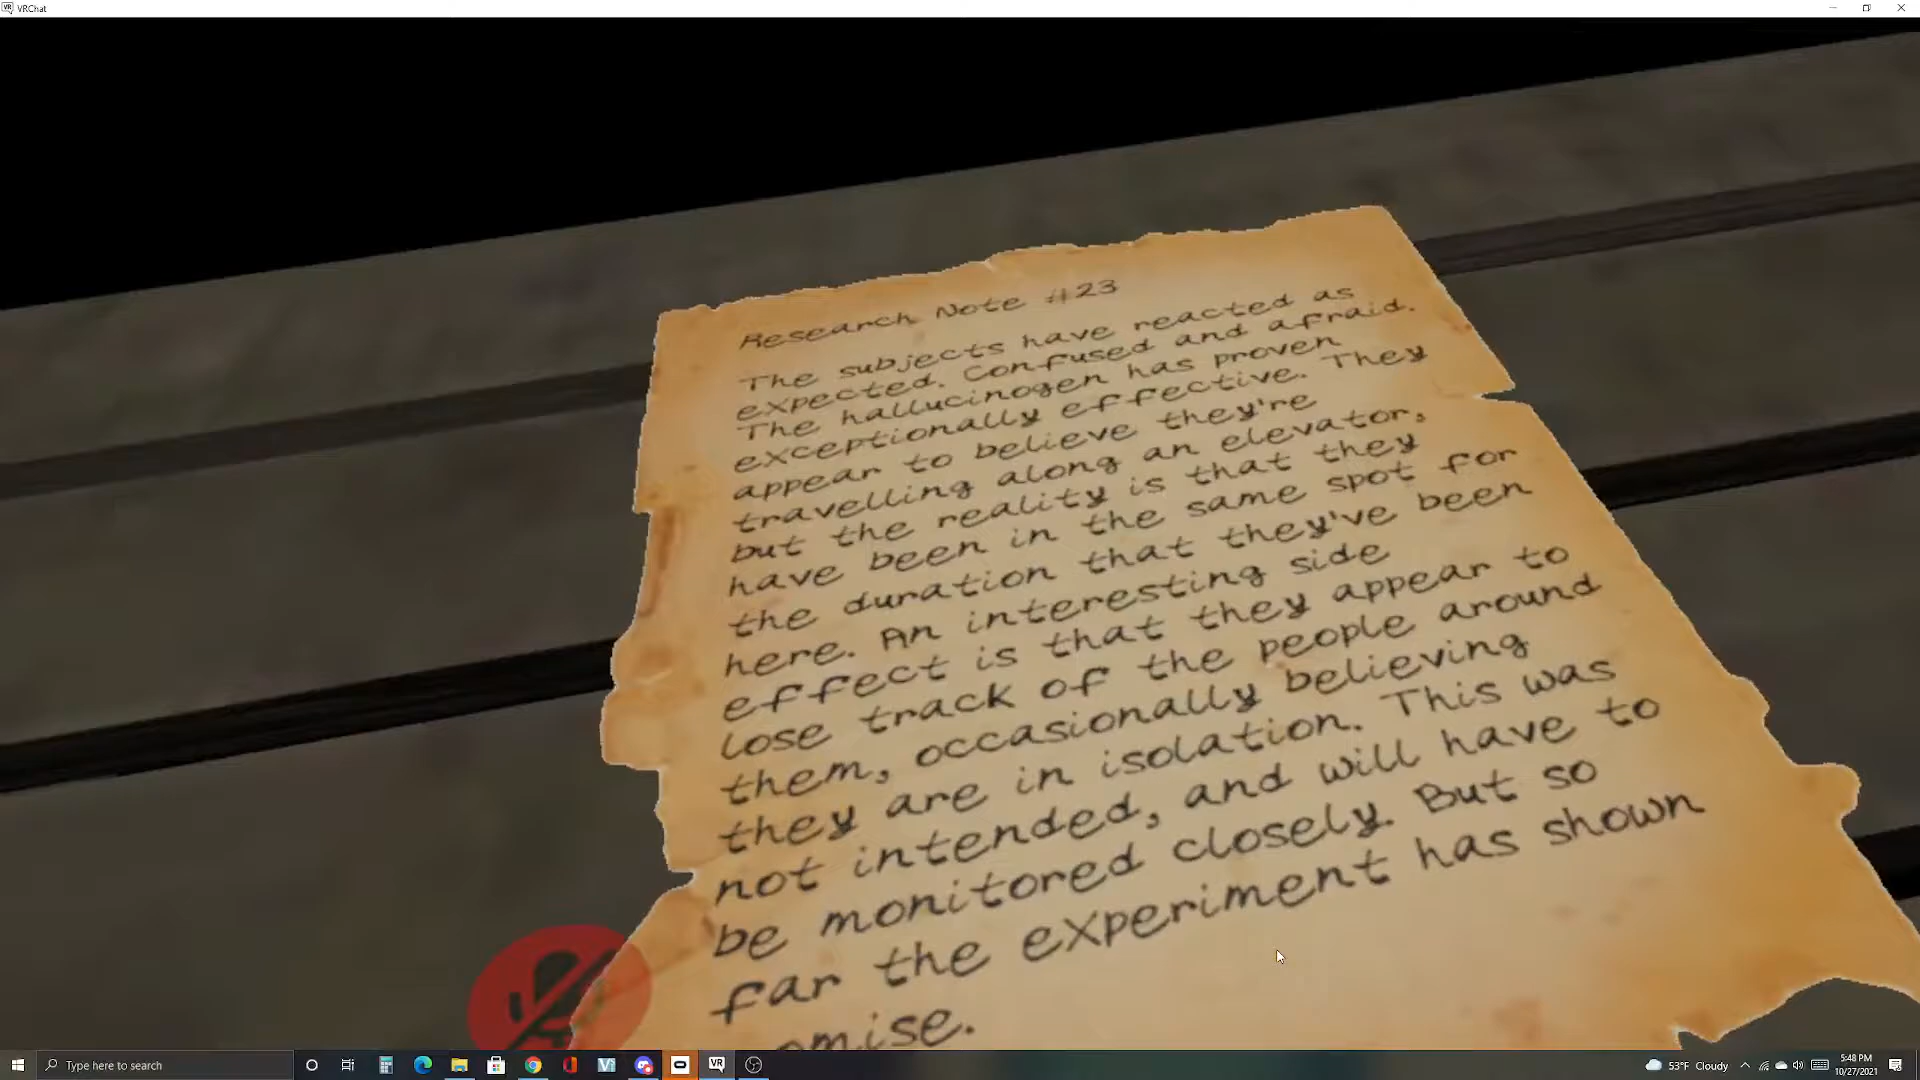 VRChat
Research Note #23
The subjects have reacted as
expected. Confused and afraid.
The hallucinogen has proven
exceptionally effective. They
appear to believe they're
travelling along an elevator,
but the reality is that they
have been in the same spot for
the duration that they've been
here. An interesting side
effect is that they appear to
lose track of the people around
them, occasionally believing
they are in isolation. This was
not intended, and will have to
be monitored closely. But so
far the experiment has shown
omise.
Type here to search
VR
53°F Cloudy
5:48 PM
10/27/2021